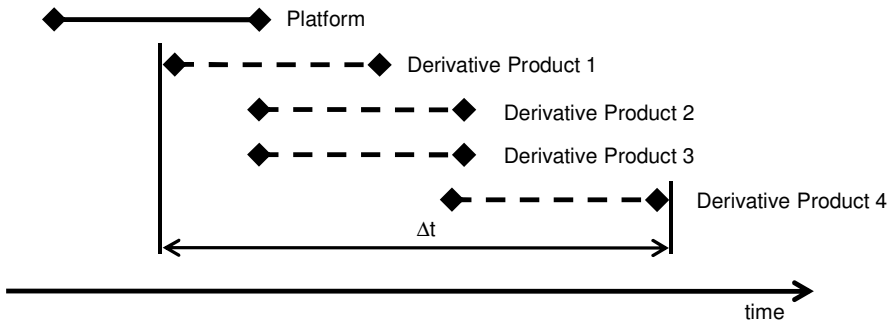 Platform
Derivative Product 1
Derivative Product 2
Derivative Product 3
Derivative Product 4
Δt
time